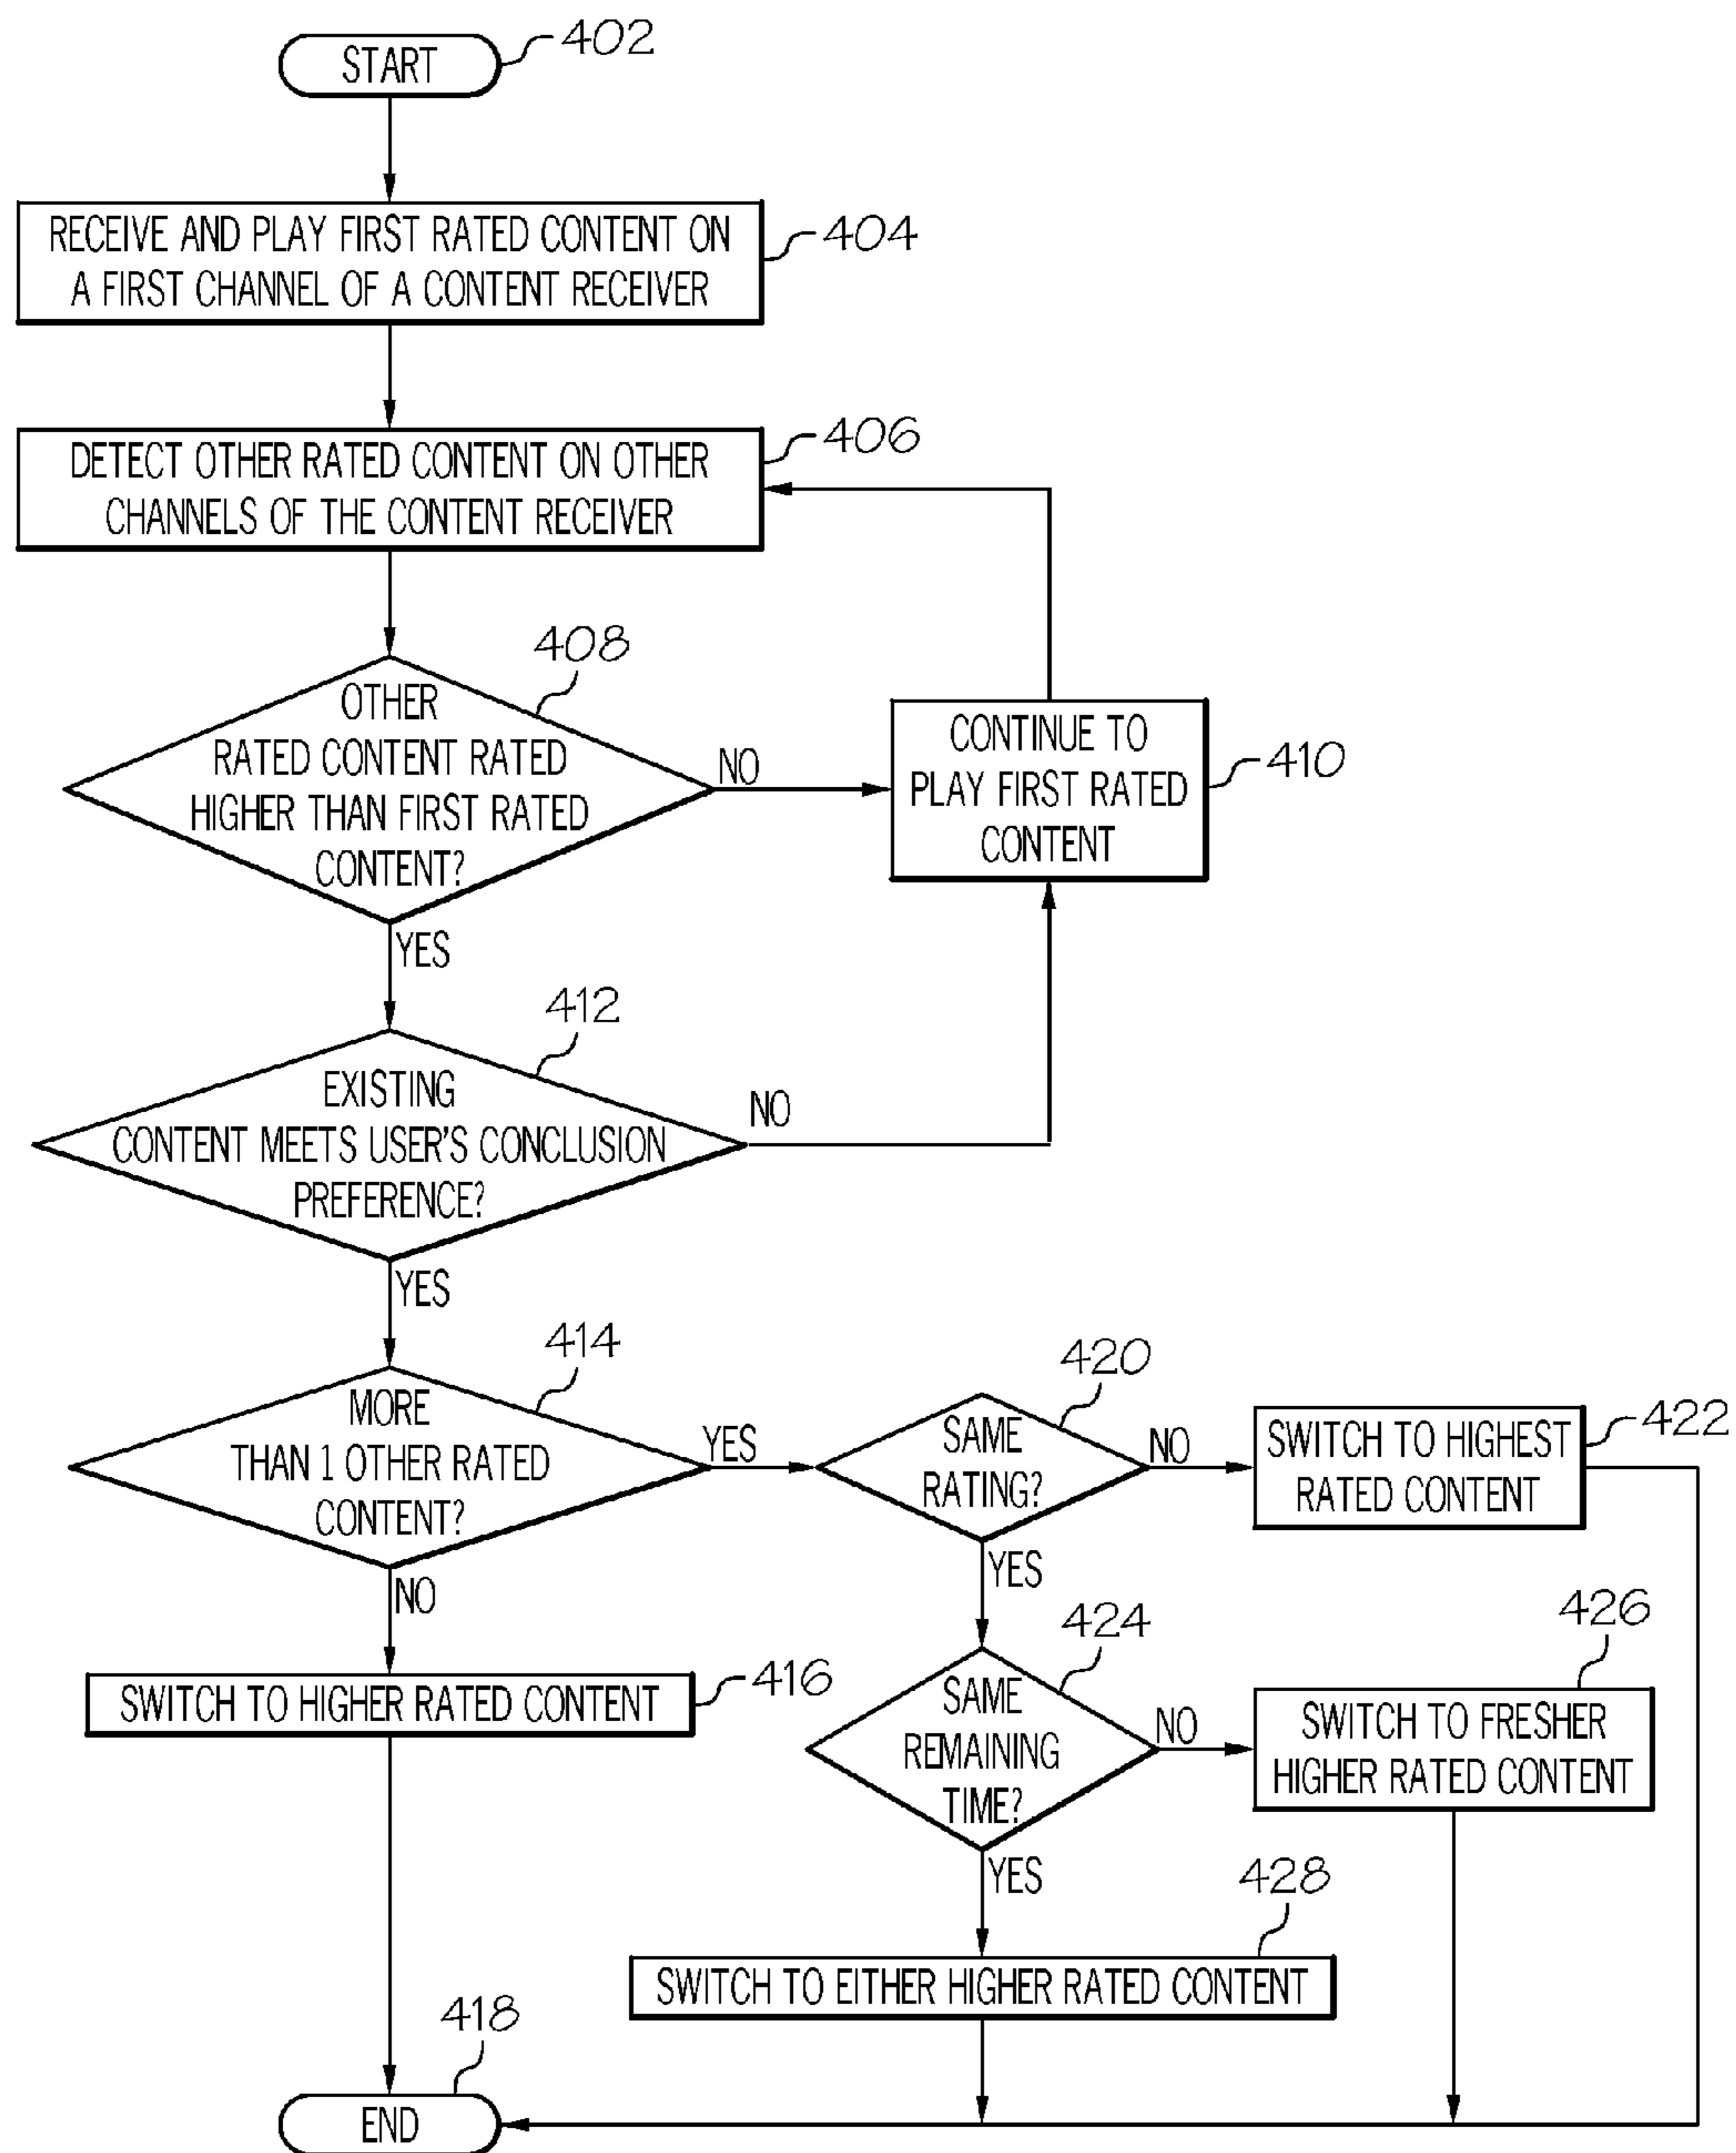 START
402
RECEIVE AND PLAY FIRST RATED CONTENT ON
A FIRST CHANNEL OF A CONTENT RECEIVER
404
DETECT OTHER RATED CONTENT ON OTHER
CHANNELS OF THE CONTENT RECEIVER
406
408
OTHER
RATED CONTENT RATED
HIGHER THAN FIRST RATED
CONTENT?
NO
CONTINUE TO
PLAY FIRST RATED
CONTENT
410
YES
412
EXISTING
CONTENT MEETS USER'S CONCLUSION
PREFERENCE?
NO
YES
414
MORE
THAN 1 OTHER RATED
CONTENT?
YES
420
SAME
RATING?
NO
SWITCH TO HIGHEST
RATED CONTENT
422
NO
YES
SWITCH TO HIGHER RATED CONTENT
416
424
SAME
REMAINING
TIME?
NO
426
SWITCH TO FRESHER
HIGHER RATED CONTENT
YES
428
SWITCH TO EITHER HIGHER RATED CONTENT
418
END